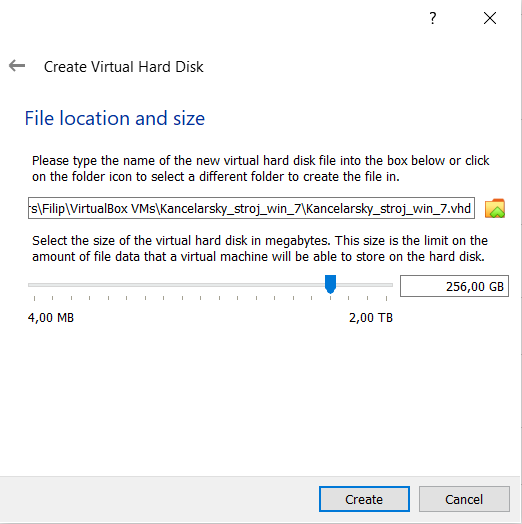 ?
Create Virtual Hard Disk
File location and size
Please type the name of the new virtual hard disk file into the box below or click
on the folder icon to select a different folder to create the file in.
rs\Filip\VirtualBox VMs\Kancelarsky_stroj_win_7\Kancelarsky_stroj_win_7.vhd
Select the size of the virtual hard disk in megabytes. This size is the limit on the
amount of file data that a virtual machine will be able to store on the hard disk.
256,00 GB
4,00 MB 2,00 TB
Create Cancel